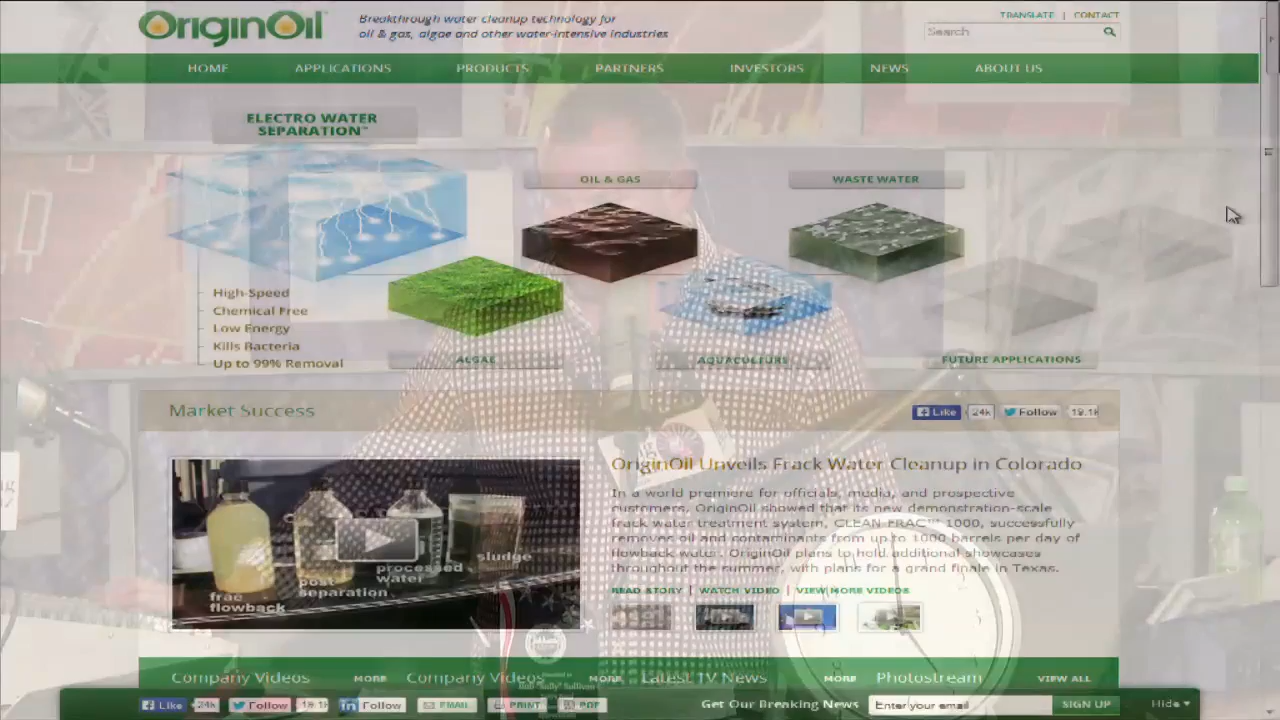 OriginOil
Breakthrough water cleanup technology for
oil & gas, algae and other water-intensive industries
TRANSLATE | CONTACT
Search
HOME APPLICATIONS PRODUCTS PARTNERS INVESTORS NEWS ABOUT US
ELECTRO WATER
SEPARATION™
OIL & GAS
WASTE WATER
High-Speed
Chemical Free
Low Energy
Kills Bacteria
Up to 99% Removal
ALGAE
AQUACULTURE
FUTURE APPLICATIONS
Market Success
Like 24k Follow 19.1K
OriginOil Unveils Frack Water Cleanup in Colorado
In a world premiere for officials, media, and prospective
customers, OriginOil showed that its new demonstration-scale
frack water treatment system, CLEAN-FRAC™ 1000, successfully
removes oil and contaminants from up to 1000 barrels per day of
flowback water. OriginOil plans to hold additional showcases
throughout the summer, with plans for a grand finale in Texas.
READ STORY | WATCH VIDEO | VIEW MORE VIDEOS
frac
flowback
post
separation
processed
water
sludge
Company Videos MORE Company Videos MORE Latest TV News MORE Photostream VIEW ALL
Like 24k Follow 19.1K Follow EMAIL PRINT PDF Get Our Breaking News Enter your email SIGN UP Hide